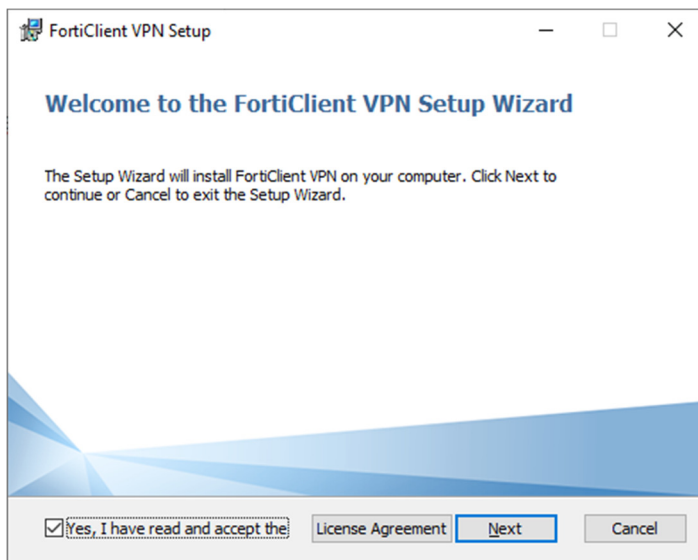 FortiClient VPN Setup
Welcome to the FortiClient VPN Setup Wizard
The Setup Wizard will install FortiClient VPN on your computer. Click Next to
continue or Cancel to exit the Setup Wizard.
Yes, I have read and accept the License Agreement Next Cancel